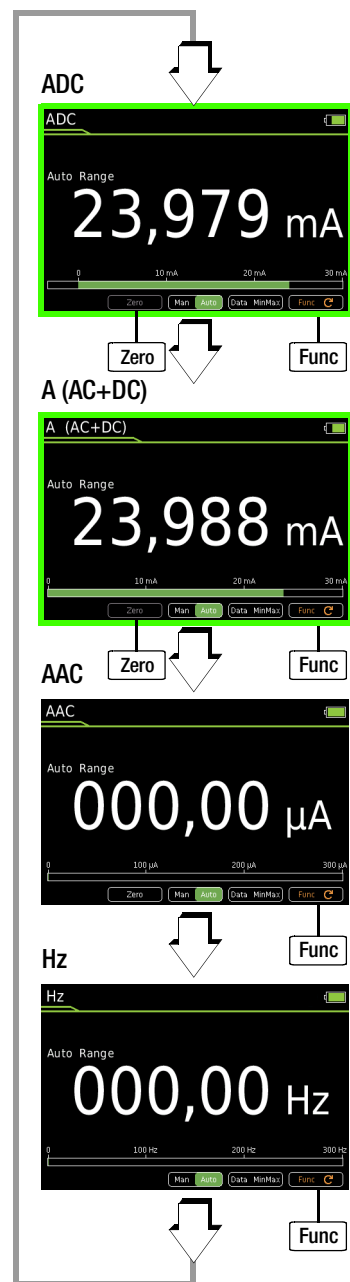 ADC
ADC
Auto Range
23,979 mA
0 10 mA 20 mA 30 mA
Zero Man Auto Data MinMax Func
Zero Func
A (AC+DC)
A (AC+DC)
Auto Range
23,988 mA
0 10 mA 20 mA 30 mA
Zero Man Auto Data MinMax Func
Zero Func
AAC
AAC
Auto Range
000,00 µA
0 100 µA 200 µA 300 µA
Zero Man Auto Data MinMax Func
Func
Hz
Hz
Auto Range
000,00 Hz
0 100 Hz 200 Hz 300 Hz
Man Auto Data MinMax Func
Func